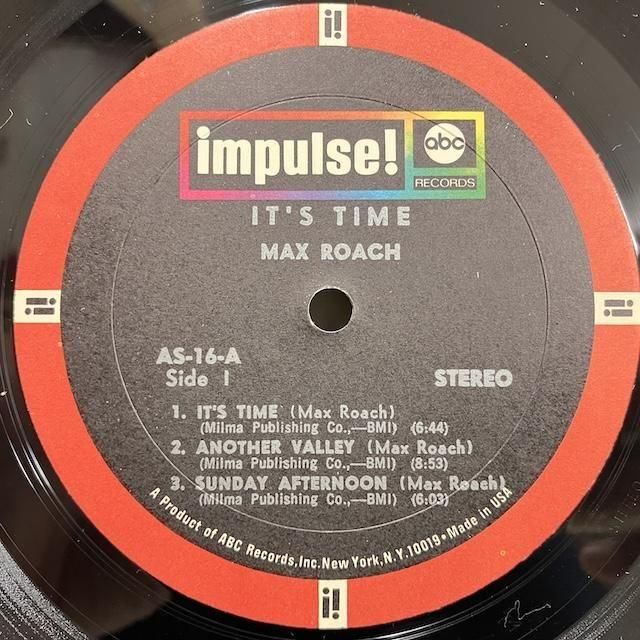 i!
impulse! abc
RECORDS
IT'S TIME
MAX ROACH
i!
i!
AS-16-A
Side 1
STEREO
1. IT'S TIME (Max Roach)
(Milma Publishing Co.,—BMI) (6:44)
2. ANOTHER VALLEY (Max Roach)
(Milma Publishing Co.,—BMI) (8:53)
3. SUNDAY AFTERNOON (Max Roach)
(Milma Publishing Co.,—BMI) (6:03)
A Product of ABC Records, Inc. New York, N.Y. 10019 • Made in USA
i!